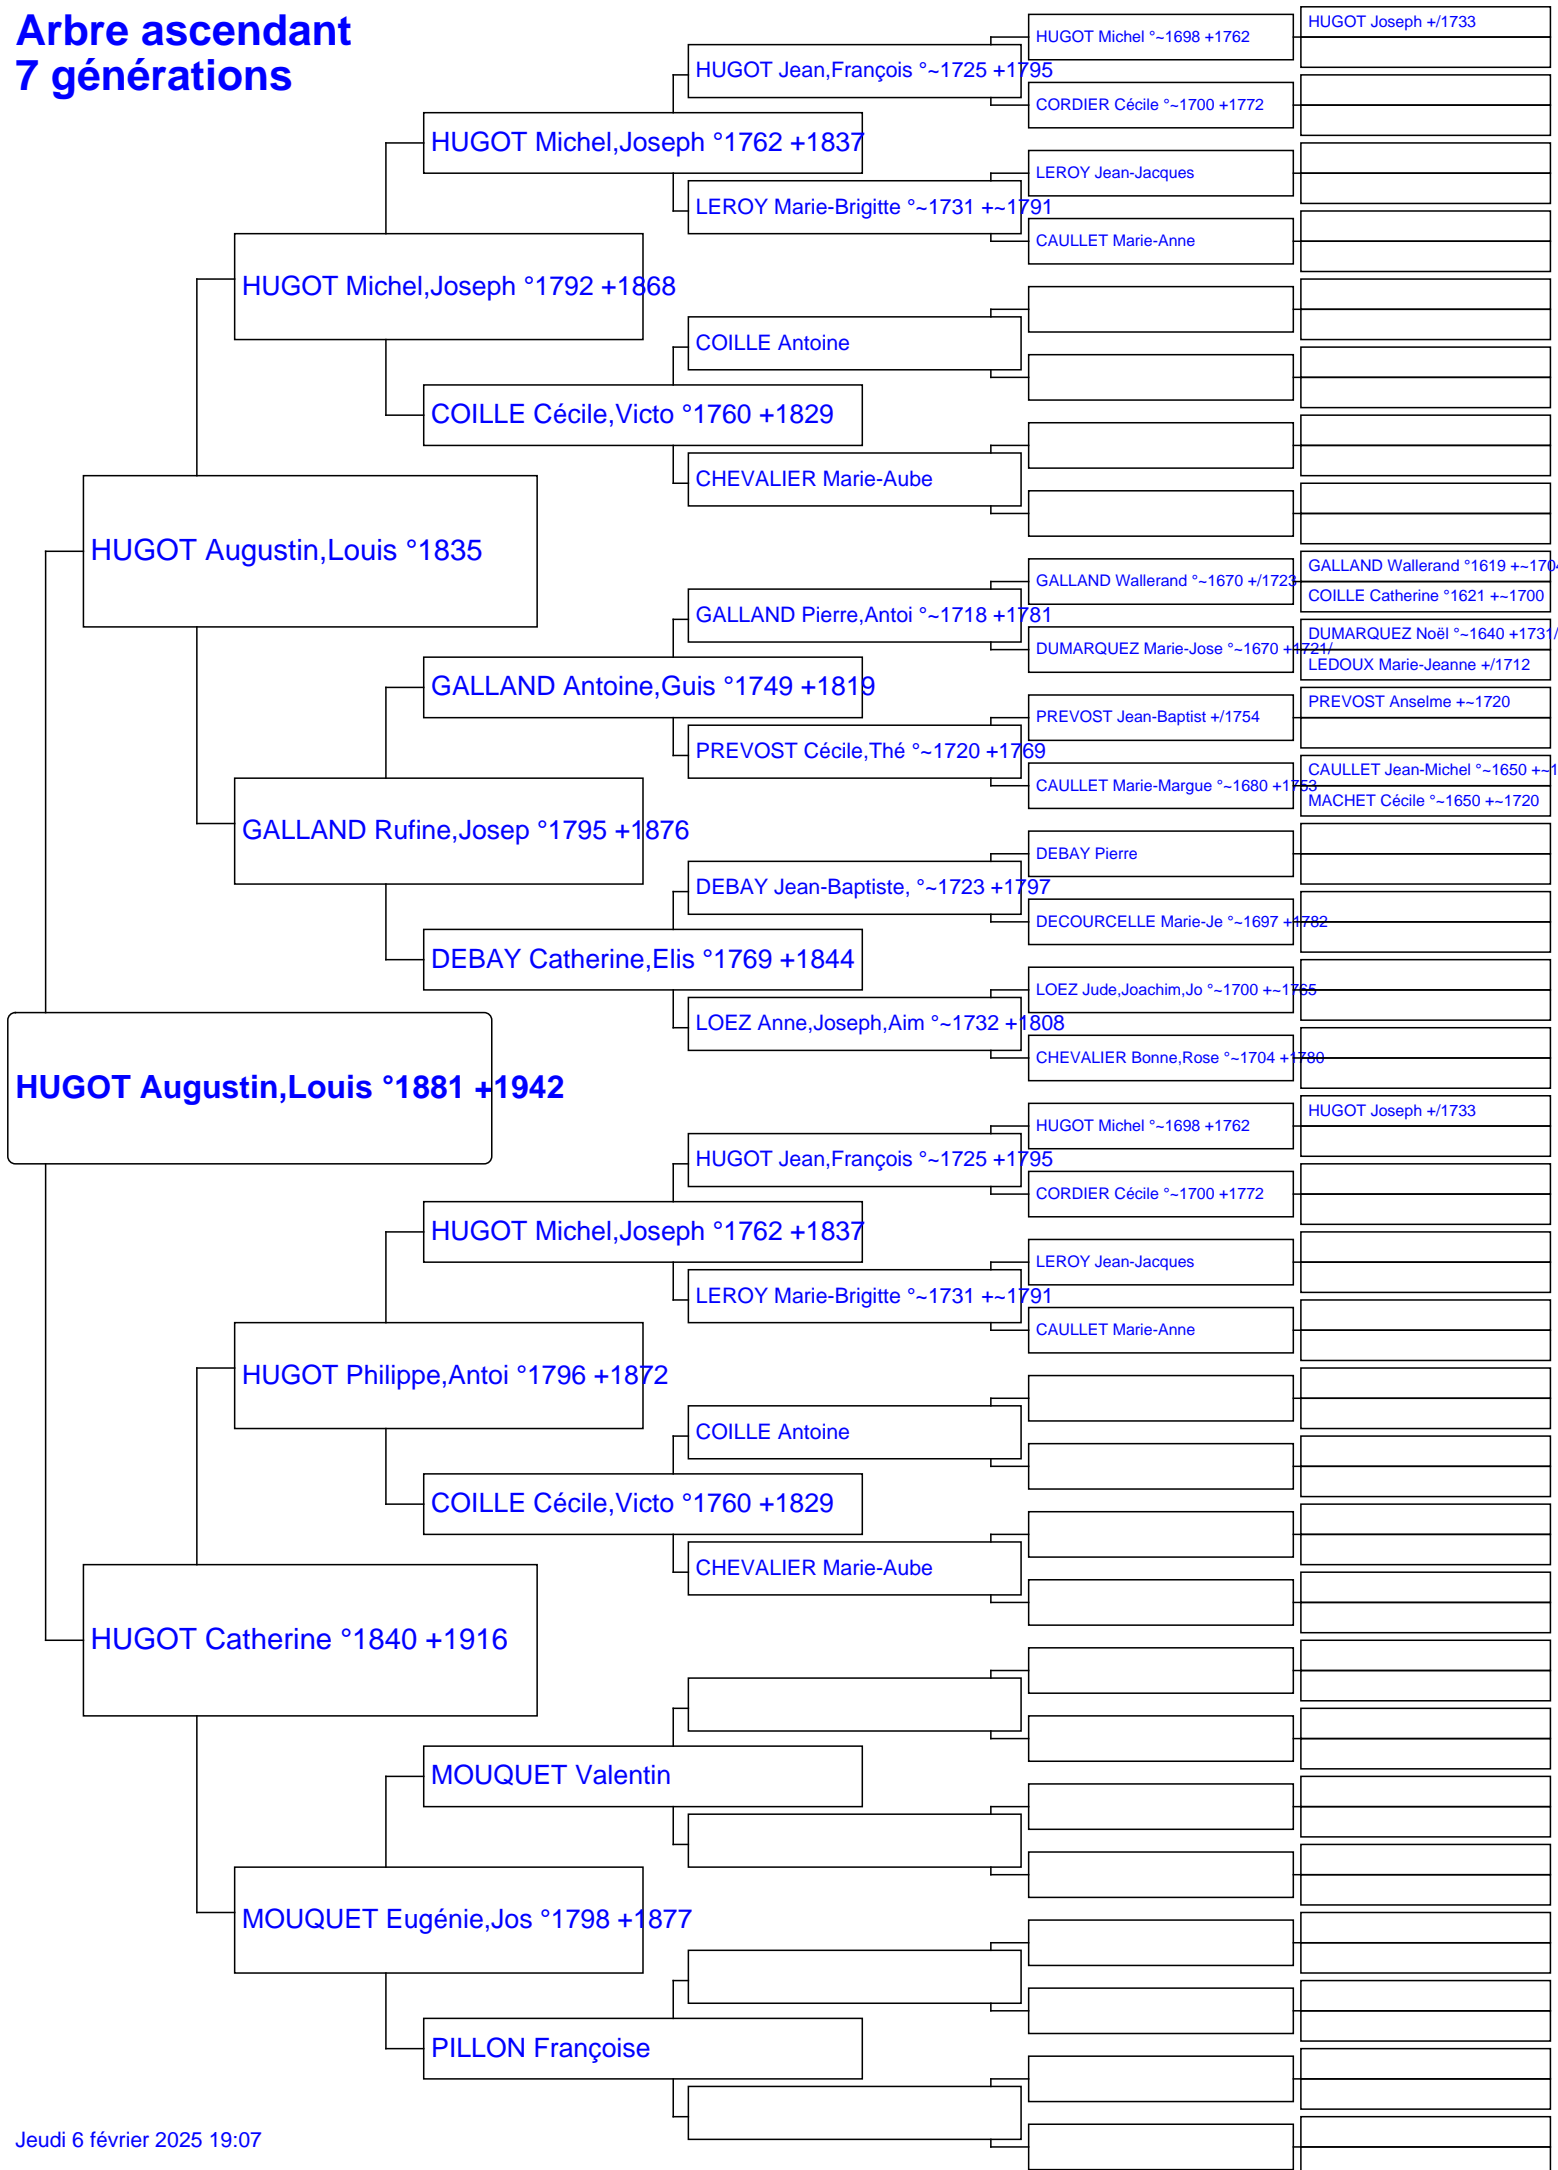 Arbre ascendant
7 générations
HUGOT Augustin,Louis °1881 +1942
HUGOT Augustin,Louis °1835
HUGOT Catherine °1840 +1916
HUGOT Michel,Joseph °1792 +1868
GALLAND Rufine,Josep °1795 +1876
HUGOT Philippe,Antoi °1796 +1872
MOUQUET Eugénie,Jos °1798 +1877
HUGOT Michel,Joseph °1762 +1837
COILLE Cécile,Victo °1760 +1829
GALLAND Antoine,Guis °1749 +1819
DEBAY Catherine,Elis °1769 +1844
HUGOT Michel,Joseph °1762 +1837
COILLE Cécile,Victo °1760 +1829
MOUQUET Valentin
PILLON Françoise
HUGOT Jean,François °~1725 +1795
LEROY Marie-Brigitte °~1731 +~1791
COILLE Antoine
CHEVALIER Marie-Aube
GALLAND Pierre,Antoi °~1718 +1781
PREVOST Cécile,Thé °~1720 +1769
DEBAY Jean-Baptiste, °~1723 +1797
LOEZ Anne,Joseph,Aim °~1732 +1808
HUGOT Jean,François °~1725 +1795
LEROY Marie-Brigitte °~1731 +~1791
COILLE Antoine
CHEVALIER Marie-Aube
HUGOT Michel °~1698 +1762
CORDIER Cécile °~1700 +1772
LEROY Jean-Jacques
CAULLET Marie-Anne
GALLAND Wallerand °~1670 +/1723
DUMARQUEZ Marie-Jose °~1670 +1721/
PREVOST Jean-Baptist +/1754
CAULLET Marie-Margue °~1680 +1753
DEBAY Pierre
DECOURCELLE Marie-Je °~1697 +1782
LOEZ Jude,Joachim,Jo °~1700 +~1765
CHEVALIER Bonne,Rose °~1704 +1780
HUGOT Michel °~1698 +1762
CORDIER Cécile °~1700 +1772
LEROY Jean-Jacques
CAULLET Marie-Anne
HUGOT Joseph +/1733
GALLAND Wallerand °1619 +~1704
COILLE Catherine °1621 +~1700
DUMARQUEZ Noël °~1640 +1731/
LEDOUX Marie-Jeanne +/1712
PREVOST Anselme +~1720
CAULLET Jean-Michel °~1650 +~1
MACHET Cécile °~1650 +~1720
HUGOT Joseph +/1733
Jeudi 6 février 2025 19:07